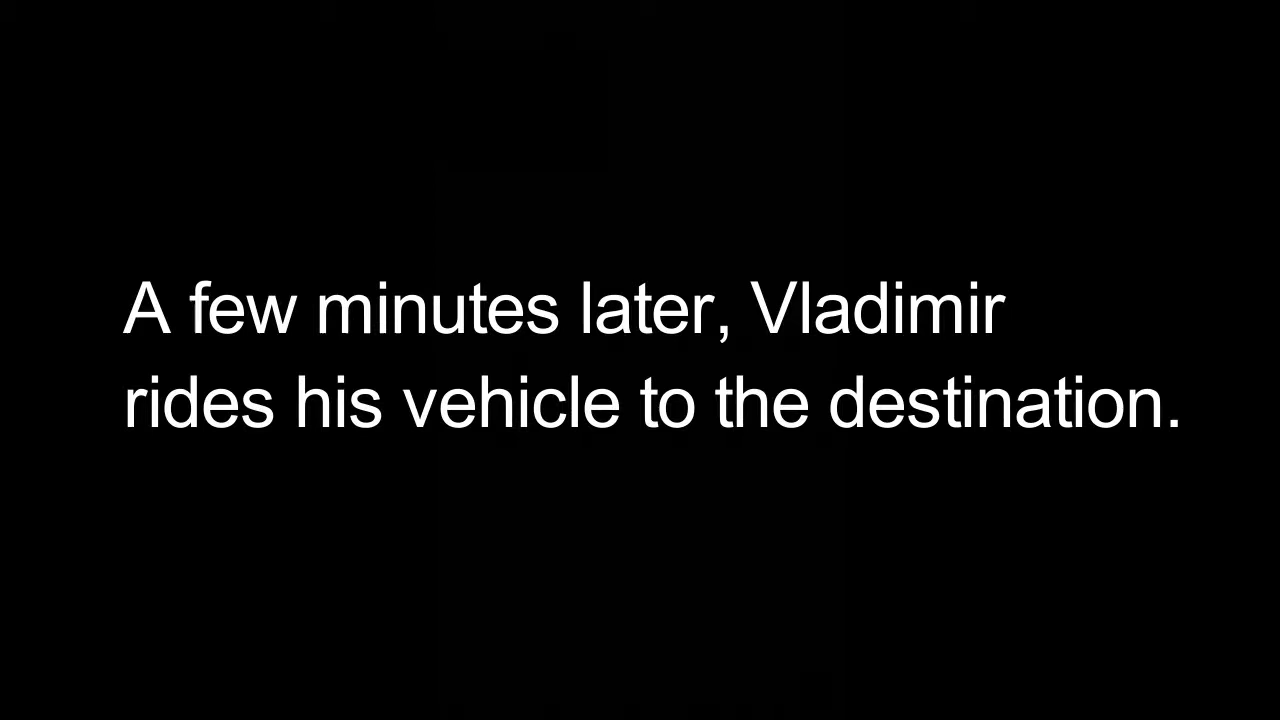 A few minutes later, Vladimir
rides his vehicle to the destination.